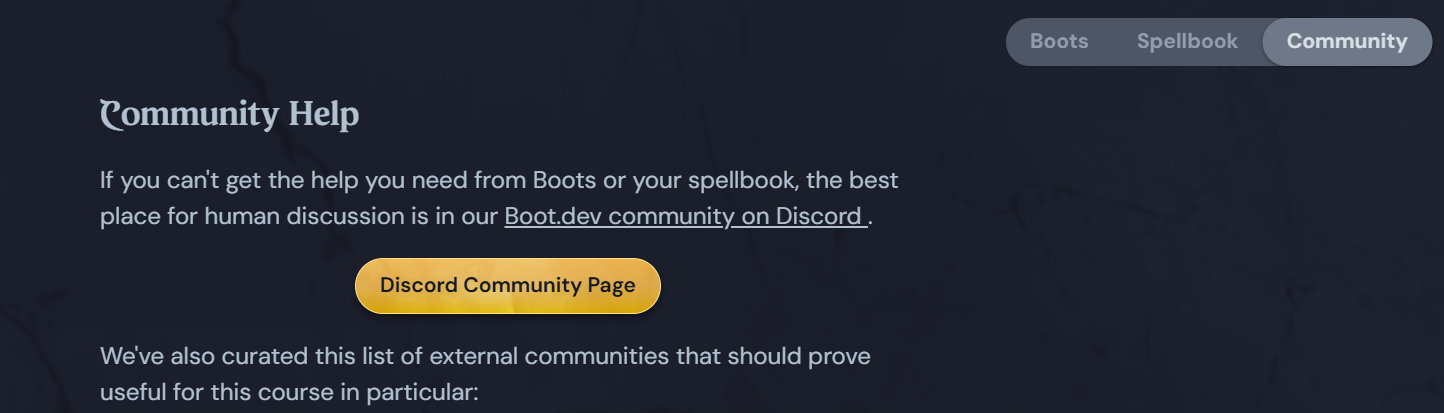 Boots Spellbook Community
Community Help
If you can't get the help you need from Boots or your spellbook, the best
place for human discussion is in our Boot.dev community on Discord .
Discord Community Page
We've also curated this list of external communities that should prove
useful for this course in particular: